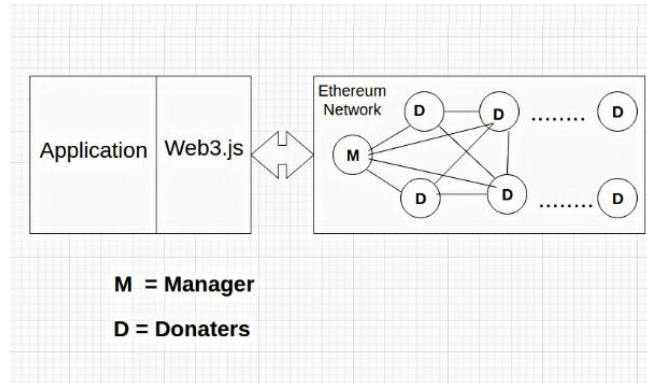 Application
Web3.js
Ethereum
Network
D
D
........
D
M
D
D
........
D
M = Manager
D = Donaters